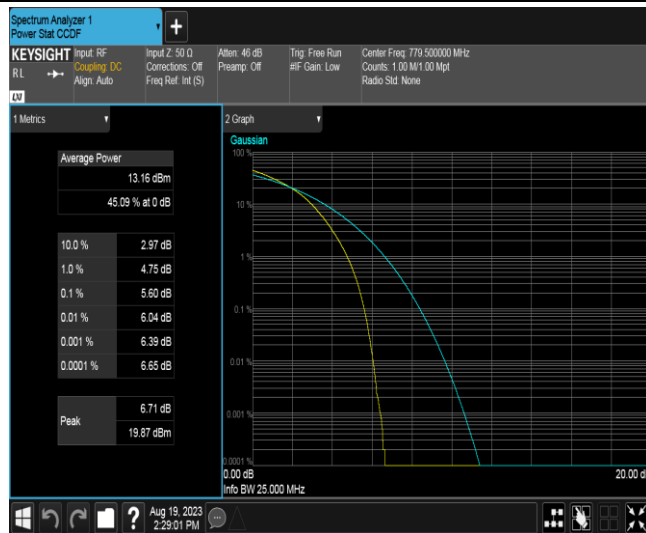 Spectrum Analyzer 1
Power Stat CCDF
KEYSIGHT
RL
Input: RF
Coupling: DC
Align: Auto
Input Z: 50 Ω
Corrections: Off
Freq Ref: Int (S)
Atten: 46 dB
Preamp: Off
Trig: Free Run
#IF Gain: Low
Center Freq: 779.500000 MHz
Counts: 1.00 M/1.00 Mpt
Radio Std: None
1 Metrics
Average Power
13.16 dBm
45.09 % at 0 dB
10.0 % 2.97 dB
1.0 % 4.75 dB
0.1 % 5.60 dB
0.01 % 6.04 dB
0.001 % 6.39 dB
0.0001 % 6.65 dB
Peak
6.71 dB
19.87 dBm
2 Graph
Gaussian
100 %
10 %
1 %
0.1 %
0.01 %
0.001 %
0.0001 %
0.00 dB
20.00 d
Info BW 25.000 MHz
?
Aug 19, 2023
2:29:01 PM